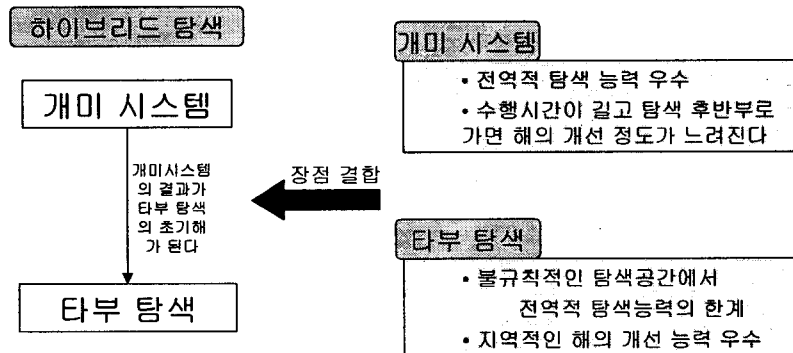 하이브리드 탐색
개미 시스템
개미시스템
의 결과가
타부 탐색
의 초기해
가 된다
타부 탐색
장점 결합
개미 시스템
• 전역적 탐색 능력 우수
• 수행시간이 길고 탐색 후반부로
가면 해의 개선 정도가 느려진다
타부 탐색
• 불규칙적인 탐색공간에서
전역적 탐색능력의 한계
• 지역적인 해의 개선 능력 우수